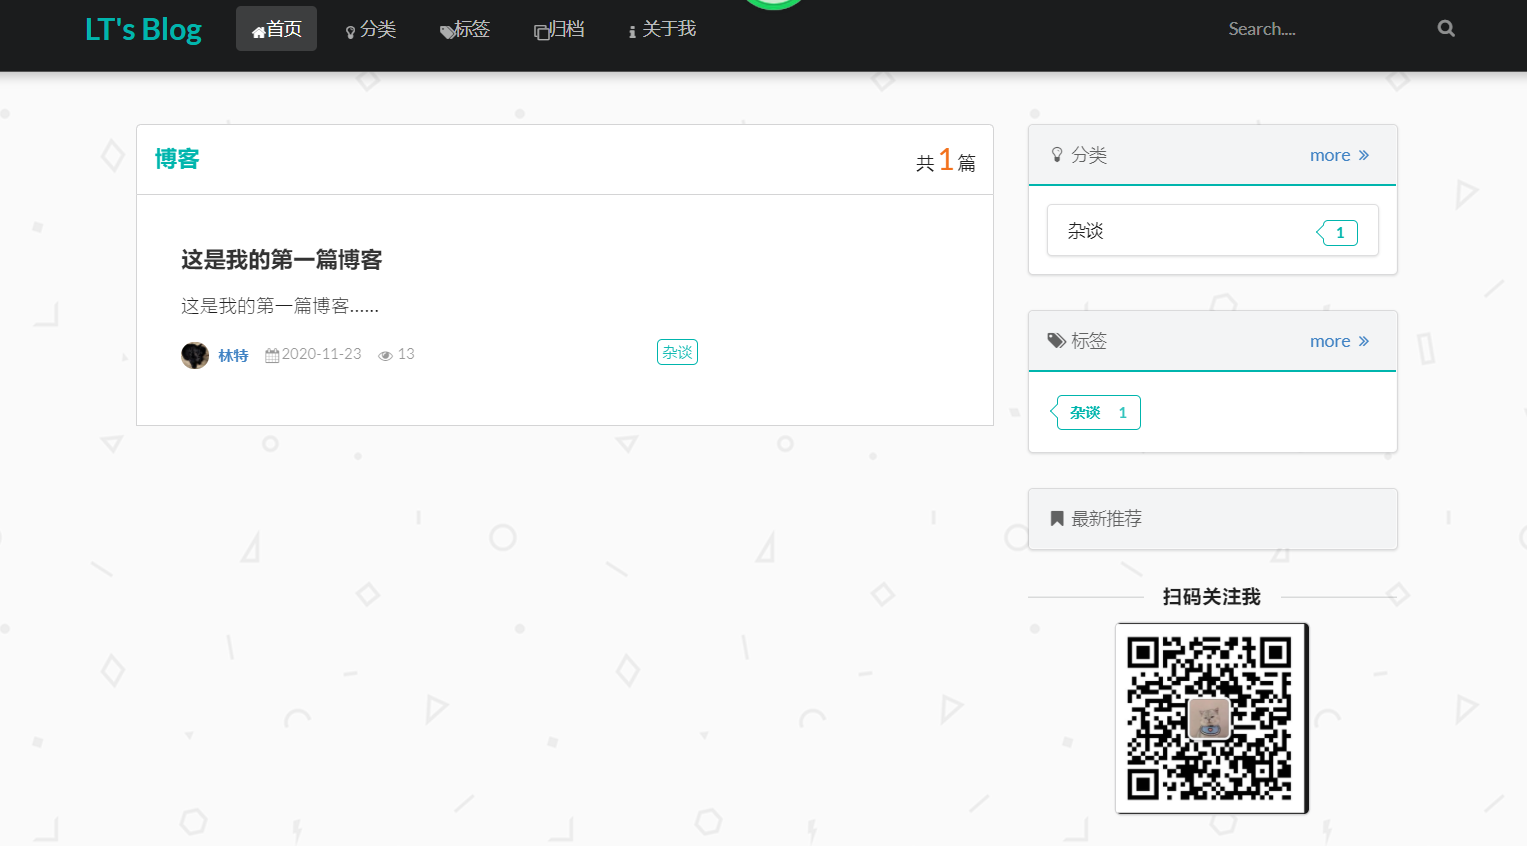 LT's Blog 首页 分类 标签 归档 关于我 Search....
博客 共1篇
这是我的第一篇博客
这是我的第一篇博客......
林特 2020-11-23 13 杂谈
分类 more
杂谈 1
标签 more
杂谈 1
最新推荐
扫码关注我